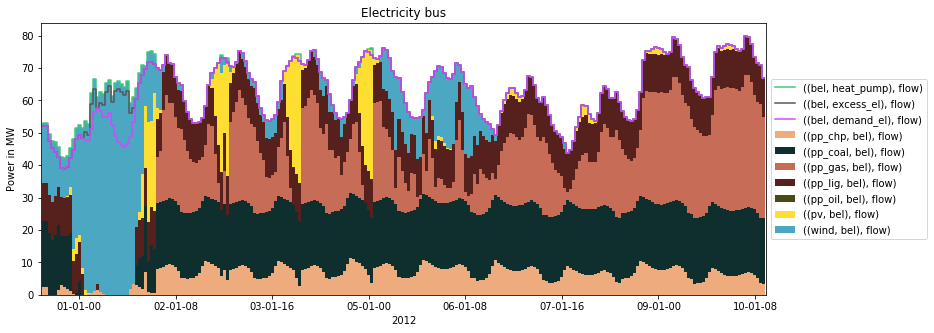 Electricity bus
Power in MW
80
70
60
50
40
30
20
10
0
01-01-00
02-01-08
03-01-16
05-01-00
06-01-08
07-01-16
09-01-00
10-01-08
2012
((bel, heat_pump), flow)
((bel, excess_el), flow)
((bel, demand_el), flow)
((pp_chp, bel), flow)
((pp_coal, bel), flow)
((pp_gas, bel), flow)
((pp_lig, bel), flow)
((pp_oil, bel), flow)
((pv, bel), flow)
((wind, bel), flow)